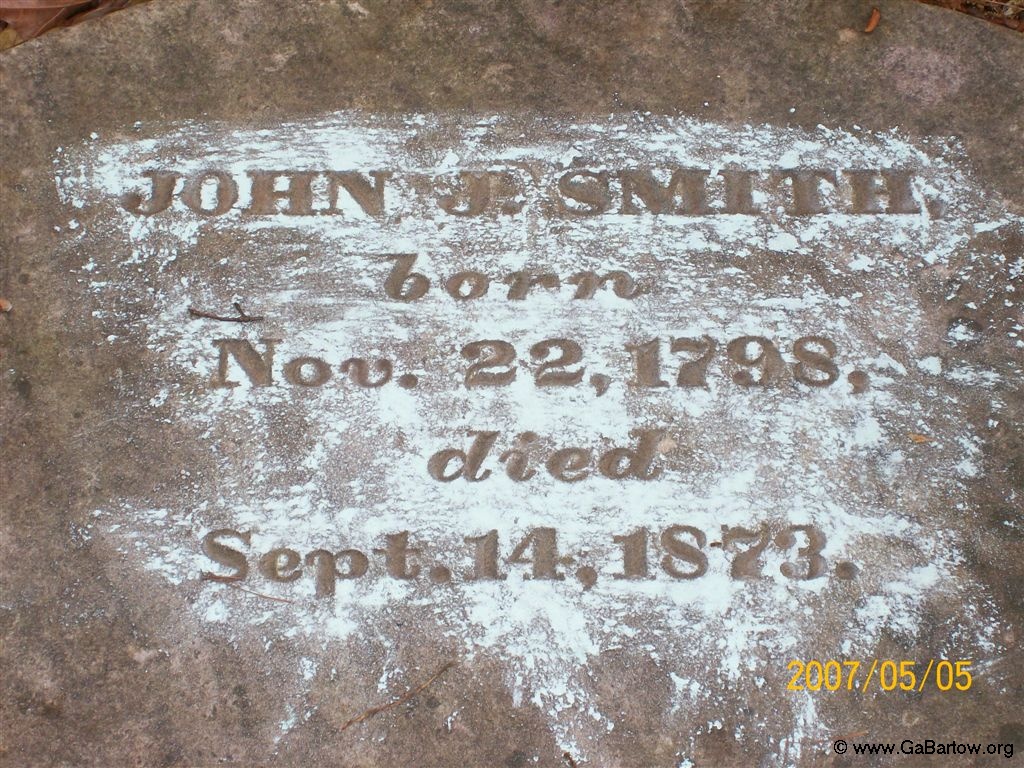 JOHN J. SMITH,
born
Nov. 22, 1798,
died
Sept. 14, 1873.
2007/05/05
© www.GaBartow.org